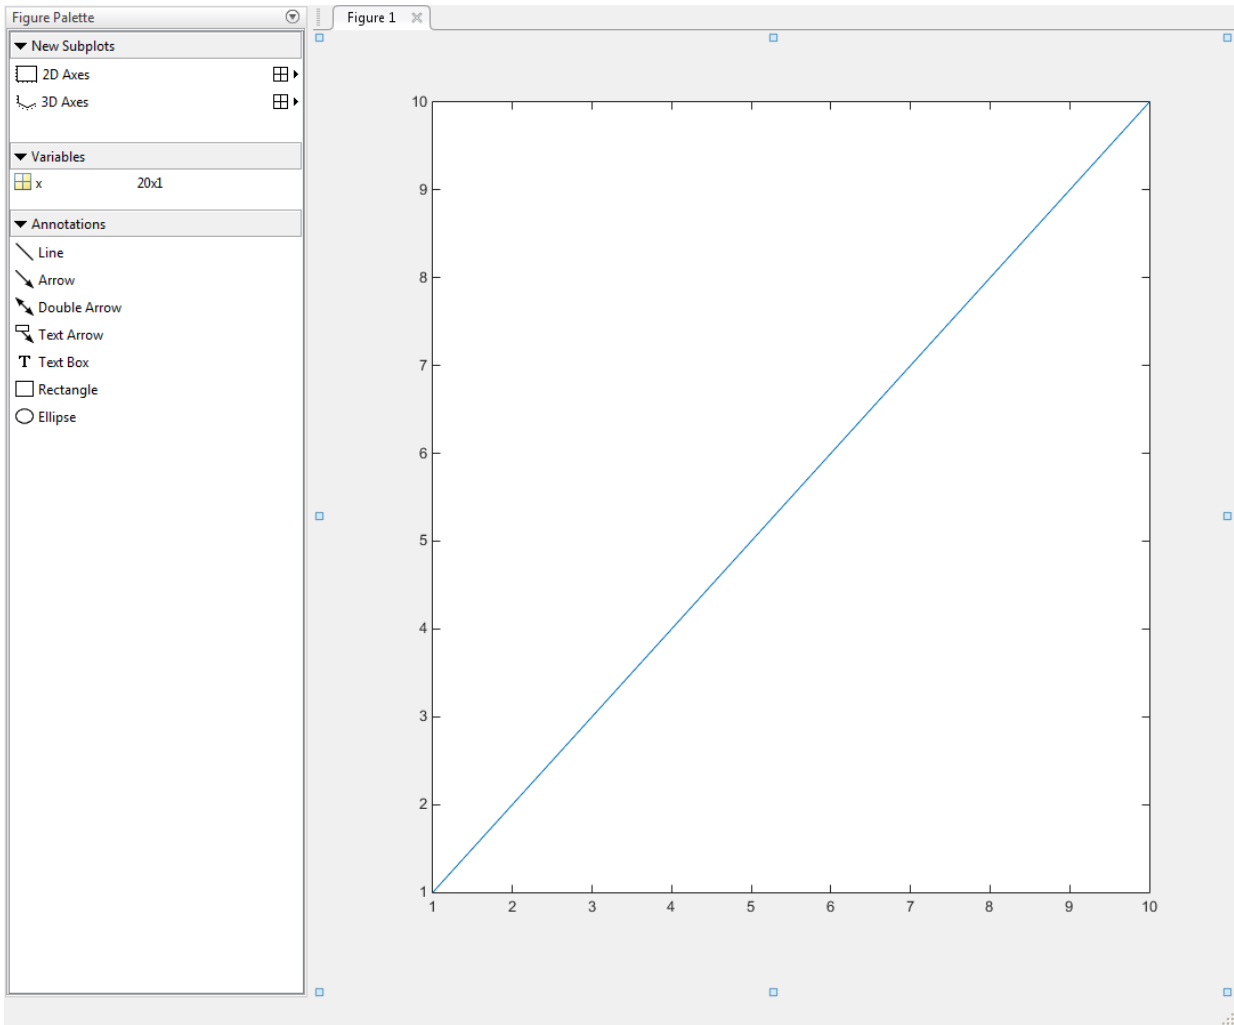 Figure Palette
New Subplots
2D Axes
3D Axes
Variables
x 20x1
Annotations
Line
Arrow
Double Arrow
Text Arrow
T Text Box
Rectangle
Ellipse
Figure 1
10
9
8
7
6
5
4
3
2
1
1 2 3 4 5 6 7 8 9 10